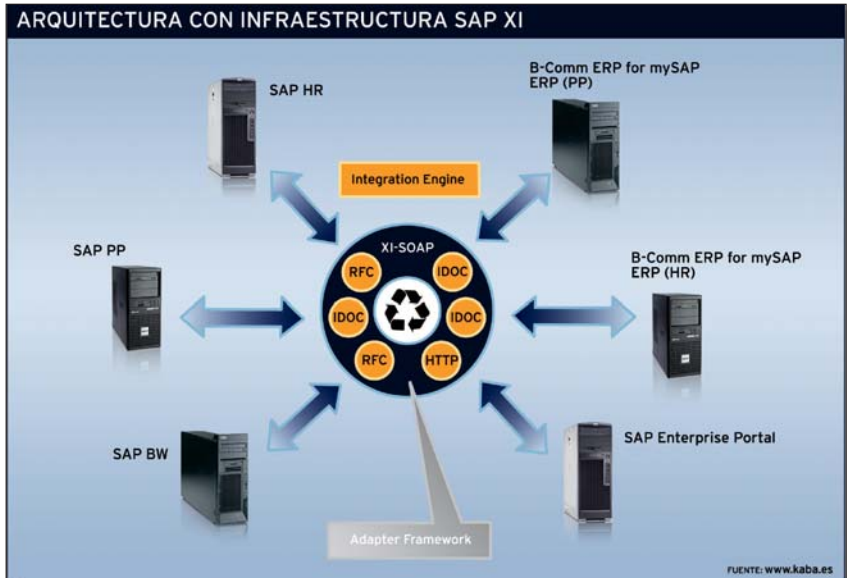 ARQUITECTURA CON INFRAESTRUCTURA SAP XI
SAP HR
B-Comm ERP for mySAP
ERP (PP)
Integration Engine
XI-SOAP
SAP PP
RFC
IDOC
B-Comm ERP for mySAP
ERP (HR)
IDOC
IDOC
RFC
HTTP
SAP BW
SAP Enterprise Portal
Adapter Framework
FUENTE: www.kaba.es